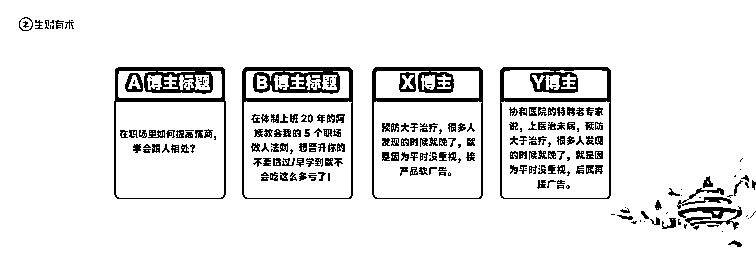 生财有术
A 博主标题
在职场里如何提高情商,
学会跟人相处?
B 博主标题
在体制上班 20 年的阿
姨教会我的 5 个职场
做人法则,想晋升你的
不要错过/早学到就不
会吃这么多亏了!
X 博主
预防大于治疗,很多人
发现的时候就晚了,就
是因为平时没重视,接
产品软广告。
Y博主
协和医院的特聘老专家
说,上医治未病,预防
大于治疗,很多人发现
的时候就晚了,就是因
为平时没重视,后属再
接广告。